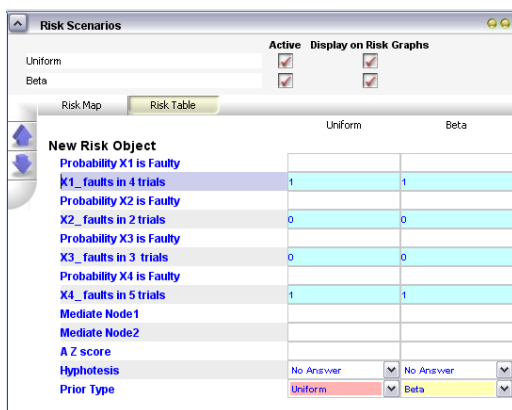 Risk Scenarios
Active Display on Risk Graphs
Uniform
Beta
Risk Map Risk Table
Uniform Beta
New Risk Object
Probability X1 is Faulty
X1_ faults in 4 trials 1 1
Probability X2 is Faulty
X2_ faults in 2 trials 0 0
Probability X3 is Faulty
X3_ faults in 3 trials 0 0
Probability X4 is Faulty
X4_ faults in 5 trials 1 1
Mediate Node1
Mediate Node2
A Z score
Hyphotesis No Answer No Answer
Prior Type Uniform Beta